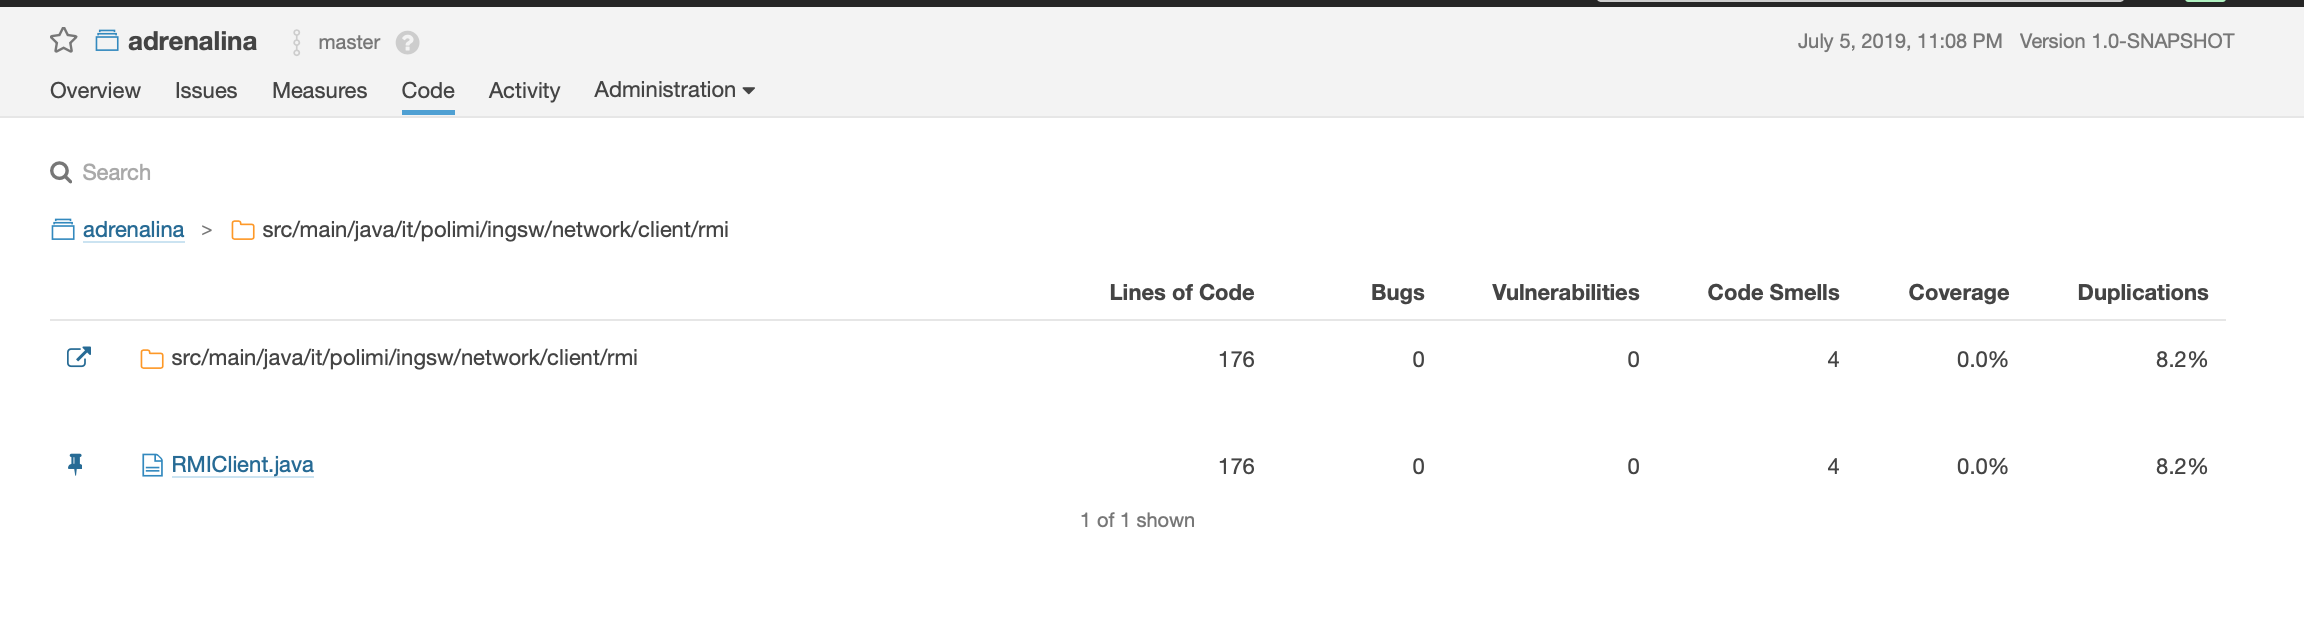 adrenalina master ? July 5, 2019, 11:08 PM Version 1.0-SNAPSHOT
Overview Issues Measures Code Activity Administration
Search
adrenalina > src/main/java/it/polimi/ingsw/network/client/rmi
Lines of Code Bugs Vulnerabilities Code Smells Coverage Duplications
src/main/java/it/polimi/ingsw/network/client/rmi 176 0 0 4 0.0% 8.2%
RMIClient.java 176 0 0 4 0.0% 8.2%
1 of 1 shown